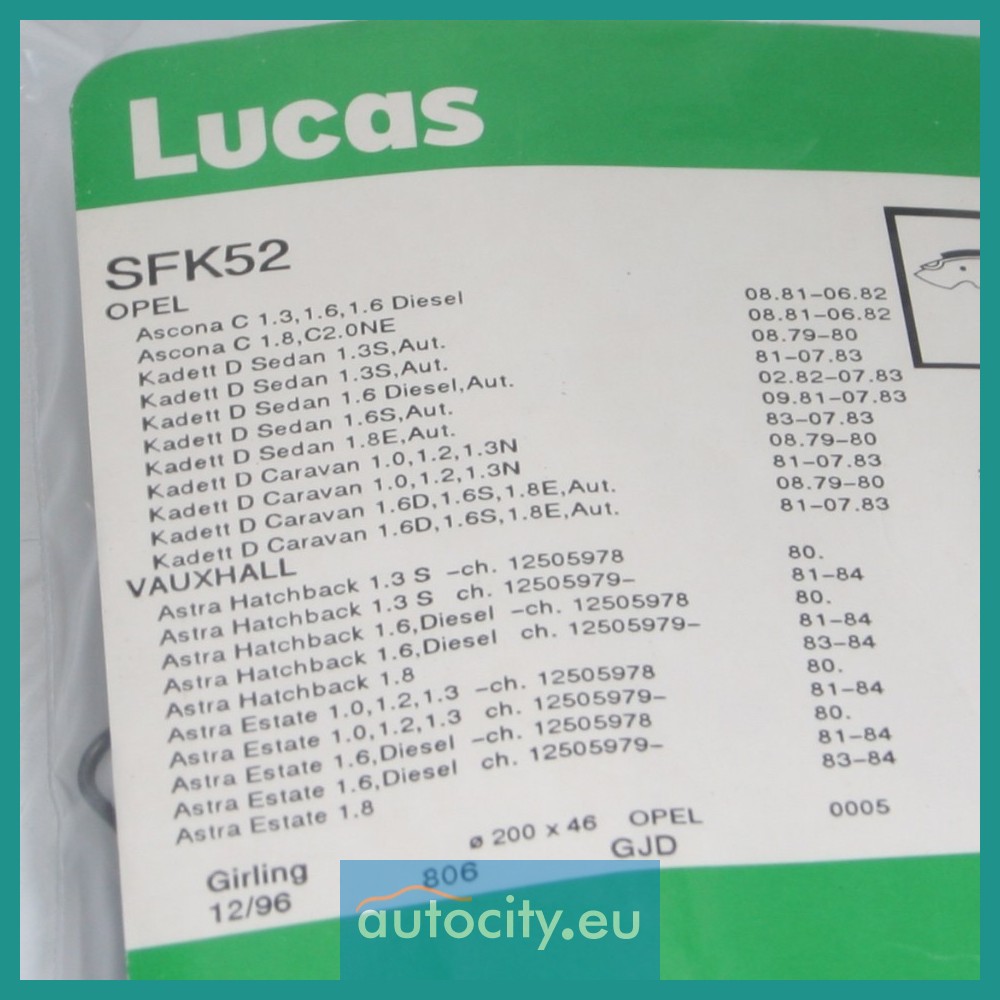 Lucas
SFK52
OPEL
Ascona C 1.3,1.6,1.6 Diesel 08.81-06.82
Ascona C 1.8,C2.0NE 08.81-06.82
Kadett D Sedan 1.3S,Aut. 08.79-80
Kadett D Sedan 1.3S,Aut. 81-07.83
Kadett D Sedan 1.6 Diesel,Aut. 02.82-07.83
Kadett D Sedan 1.6S,Aut. 09.81-07.83
Kadett D Sedan 1.8E,Aut. 83-07.83
Kadett D Caravan 1.0,1.2,1.3N 08.79-80
Kadett D Caravan 1.0,1.2,1.3N 81-07.83
Kadett D Caravan 1.6D,1.6S,1.8E,Aut. 08.79-80
Kadett D Caravan 1.6D,1.6S,1.8E,Aut. 81-07.83
VAUXHALL
Astra Hatchback 1.3 S -ch. 12505978 80.
Astra Hatchback 1.3 S ch. 12505979- 81-84
Astra Hatchback 1.6,Diesel -ch. 12505978 80.
Astra Hatchback 1.6,Diesel ch. 12505979- 81-84
Astra Hatchback 1.8 83-84
Astra Estate 1.0,1.2,1.3 -ch. 12505978 80.
Astra Estate 1.0,1.2,1.3 ch. 12505979- 81-84
Astra Estate 1.6,Diesel -ch. 12505978 80.
Astra Estate 1.6,Diesel ch. 12505979- 81-84
Astra Estate 1.8 83-84
ø 200 x 46 OPEL 0005
Girling 806 GJD
12/96
autocity.eu